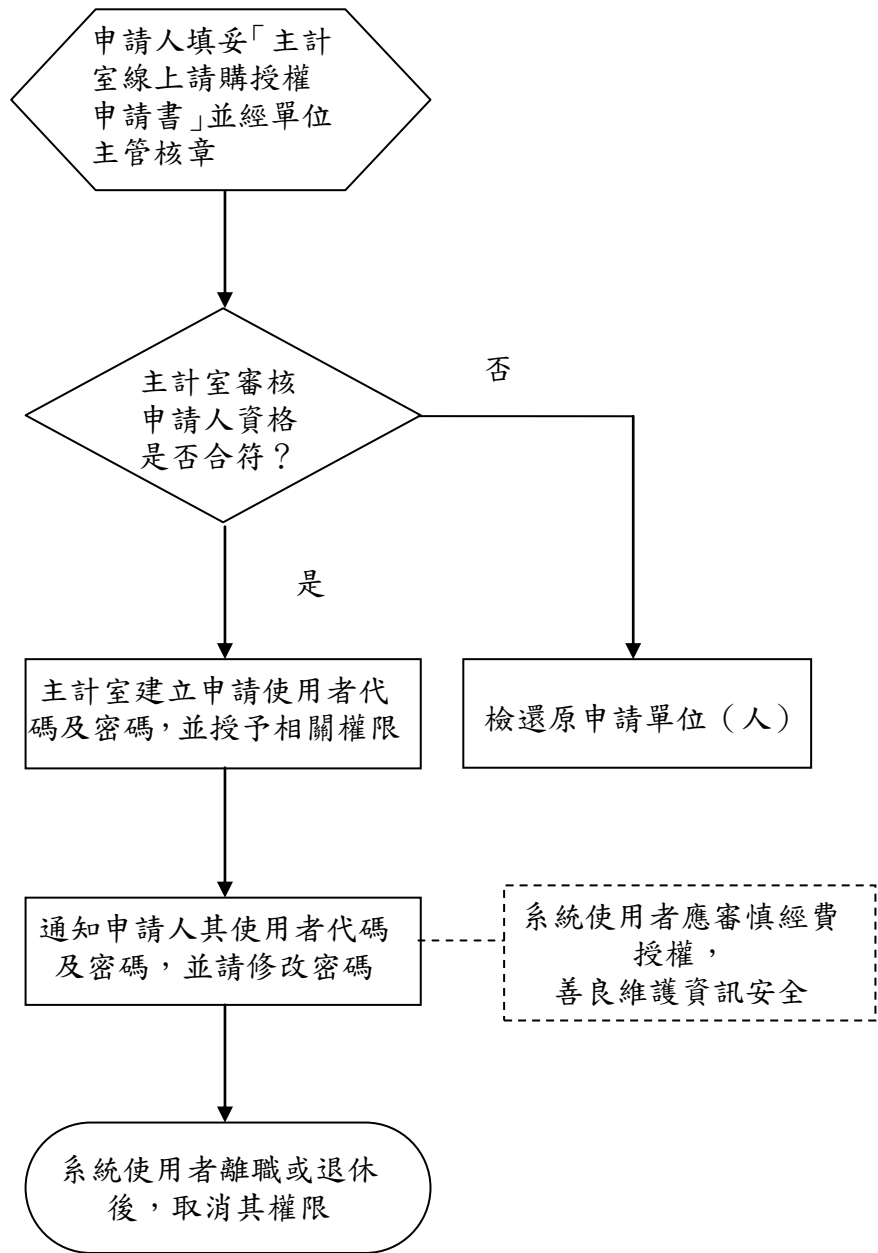 申請人填妥「主計
室線上請購授權
申請書」並經單位
主管核章
否
主計室審核
申請人資格
是否合符?
是
主計室建立申請使用者代
碼及密碼,並授予相關權限
檢還原申請單位(人)
通知申請人其使用者代碼
及密碼,並請修改密碼
系統使用者應審慎經費
授權,
善良維護資訊安全
系統使用者離職或退休
後,取消其權限